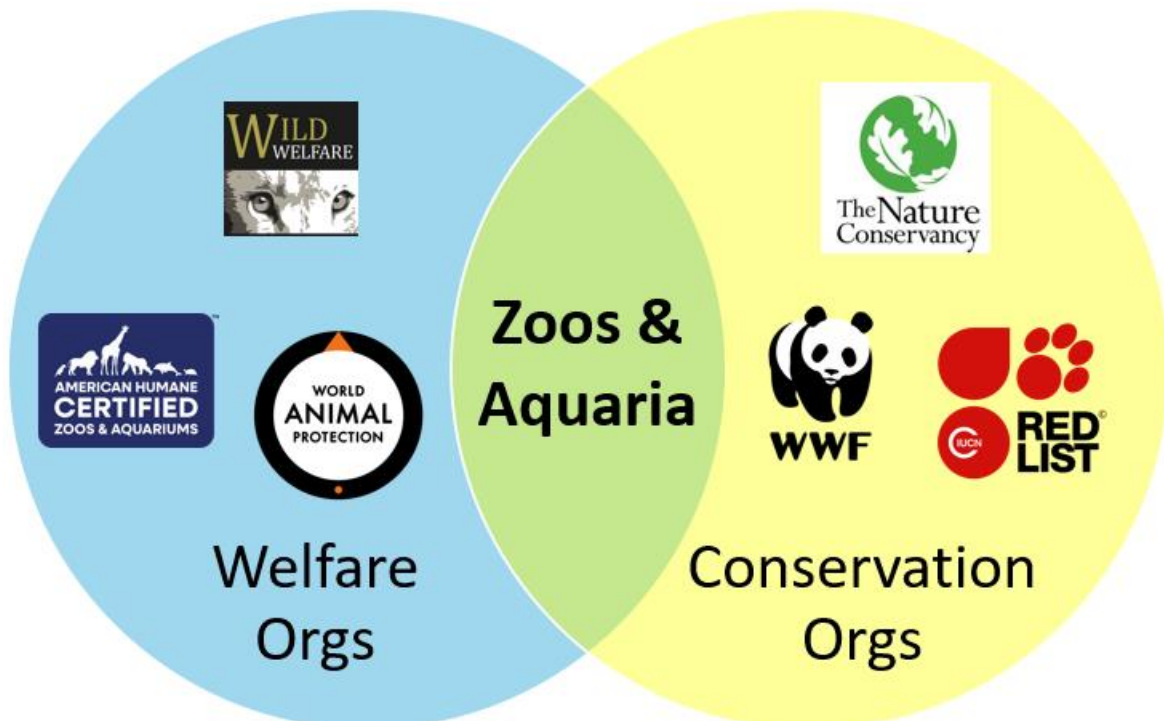 WILD
WELFARE
The Nature
Conservancy
AMERICAN HUMANE
CERTIFIED
ZOOS & AQUARIUMS
™
WORLD
ANIMAL
PROTECTION
Zoos &
Aquaria
WWF
IUCN
RED
LIST
©
Welfare
Orgs
Conservation
Orgs